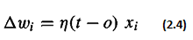 Δwᵢ = η(t − o) xᵢ (2.4)